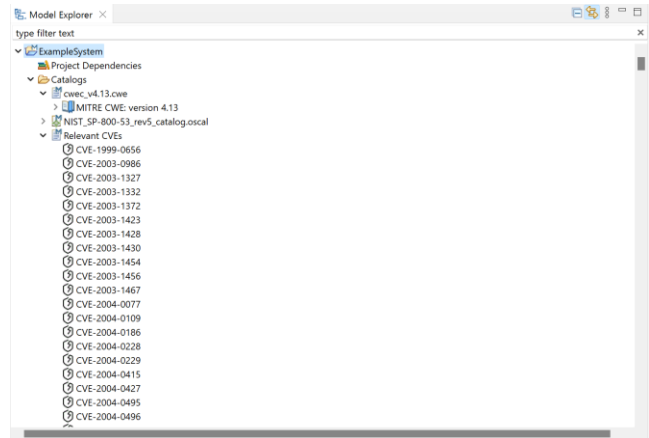 Model Explorer
type filter text
ExampleSystem
Project Dependencies
Catalogs
cwec_v4.13.cwe
MITRE CWE: version 4.13
NIST_SP-800-53_rev5_catalog.oscal
Relevant CVEs
CVE-1999-0656
CVE-2003-0986
CVE-2003-1327
CVE-2003-1332
CVE-2003-1372
CVE-2003-1423
CVE-2003-1428
CVE-2003-1430
CVE-2003-1454
CVE-2003-1456
CVE-2003-1467
CVE-2004-0077
CVE-2004-0109
CVE-2004-0186
CVE-2004-0228
CVE-2004-0229
CVE-2004-0415
CVE-2004-0427
CVE-2004-0495
CVE-2004-0496